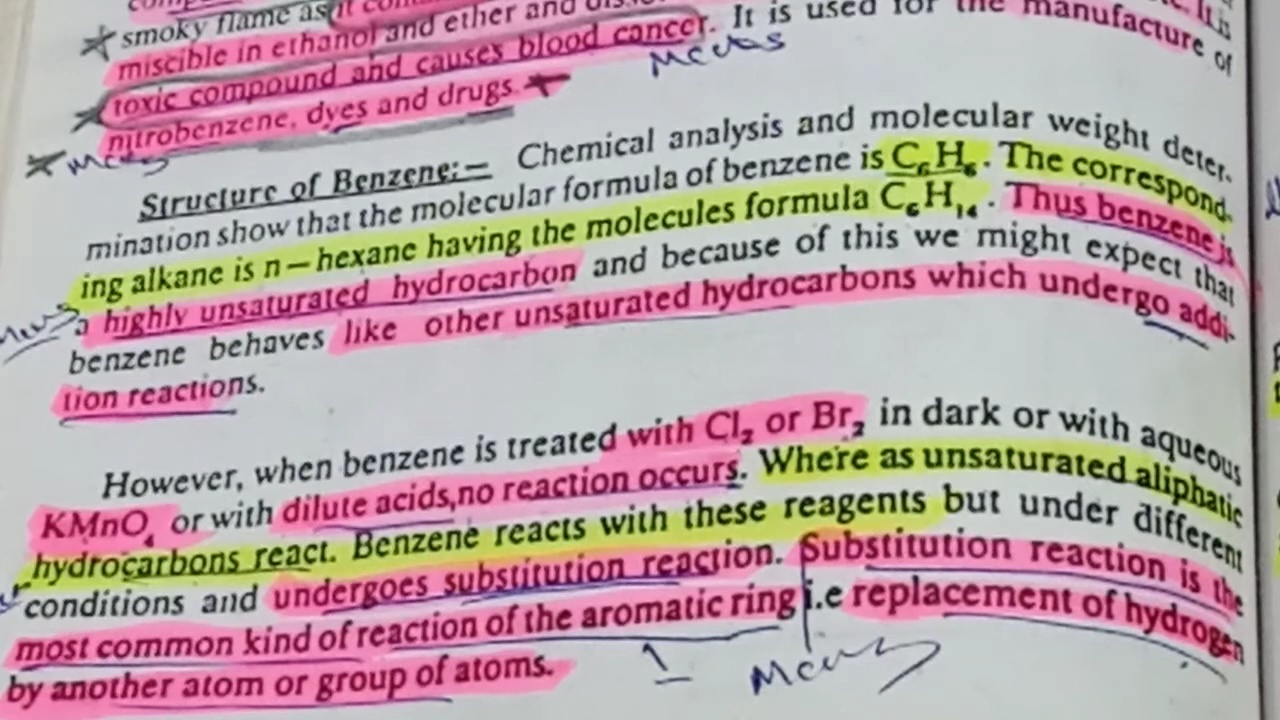 smoky flame as it
miscible in ethanol and ether and
toxic compound and causes blood cancer. It is used for the manufacture of
nitrobenzene, dyes and drugs.
Mcqs
Mcqs
Structure of Benzene:— Chemical analysis and molecular weight deter-
mination show that the molecular formula of benzene is C₆H₆. The correspond-
ing alkane is n—hexane having the molecules formula C₆H₁₄. Thus benzene is
a highly unsaturated hydrocarbon and because of this we might expect that
benzene behaves like other unsaturated hydrocarbons which undergo addi-
tion reactions.
However, when benzene is treated with Cl₂ or Br₂ in dark or with aqueous
KMnO₄ or with dilute acids,no reaction occurs. Where as unsaturated aliphatic
hydrocarbons react. Benzene reacts with these reagents but under different
conditions and undergoes substitution reaction. Substitution reaction is the
most common kind of reaction of the aromatic ring i.e replacement of hydrogen
by another atom or group of atoms.
Mcqs